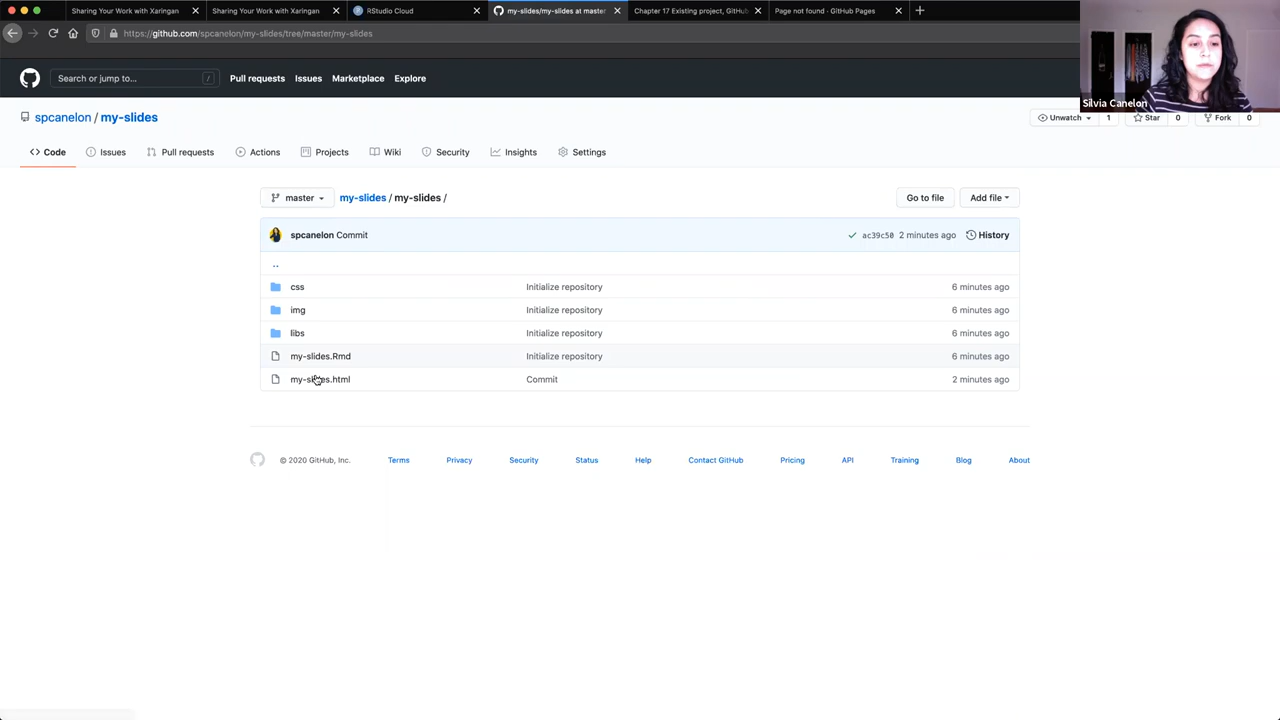 Sharing Your Work with Xaringan
Sharing Your Work with Xaringan
RStudio Cloud
my-slides/my-slides at master
Chapter 17 Existing project, GitHub
Page not found · GitHub Pages
https://github.com/spcanelon/my-slides/tree/master/my-slides
Search or jump to... /
Pull requests Issues Marketplace Explore
Silvia Canelon
spcanelon / my-slides
Unwatch 1 Star 0 Fork 0
Code Issues Pull requests Actions Projects Wiki Security Insights Settings
master my-slides / my-slides / Go to file Add file
spcanelon Commit ac39c50 2 minutes ago History
..
css Initialize repository 6 minutes ago
img Initialize repository 6 minutes ago
libs Initialize repository 6 minutes ago
my-slides.Rmd Initialize repository 6 minutes ago
my-slides.html Commit 2 minutes ago
© 2020 GitHub, Inc. Terms Privacy Security Status Help Contact GitHub Pricing API Training Blog About